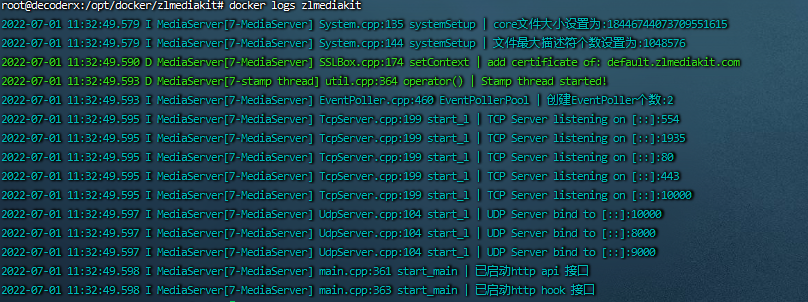 root@decoderx:/opt/docker/zlmediakit# docker logs zlmediakit
2022-07-01 11:32:49.579 I MediaServer[7-MediaServer] System.cpp:135 systemSetup | core文件大小设置为:18446744073709551615
2022-07-01 11:32:49.579 I MediaServer[7-MediaServer] System.cpp:144 systemSetup | 文件最大描述符个数设置为:1048576
2022-07-01 11:32:49.590 D MediaServer[7-MediaServer] SSLBox.cpp:174 setContext | add certificate of: default.zlmediakit.com
2022-07-01 11:32:49.593 D MediaServer[7-stamp thread] util.cpp:364 operator() | Stamp thread started!
2022-07-01 11:32:49.593 I MediaServer[7-MediaServer] EventPoller.cpp:460 EventPollerPool | 创建EventPoller个数:2
2022-07-01 11:32:49.595 I MediaServer[7-MediaServer] TcpServer.cpp:199 start_l | TCP Server listening on [::]:554
2022-07-01 11:32:49.595 I MediaServer[7-MediaServer] TcpServer.cpp:199 start_l | TCP Server listening on [::]:1935
2022-07-01 11:32:49.595 I MediaServer[7-MediaServer] TcpServer.cpp:199 start_l | TCP Server listening on [::]:80
2022-07-01 11:32:49.595 I MediaServer[7-MediaServer] TcpServer.cpp:199 start_l | TCP Server listening on [::]:443
2022-07-01 11:32:49.595 I MediaServer[7-MediaServer] TcpServer.cpp:199 start_l | TCP Server listening on [::]:10000
2022-07-01 11:32:49.597 I MediaServer[7-MediaServer] UdpServer.cpp:104 start_l | UDP Server bind to [::]:10000
2022-07-01 11:32:49.597 I MediaServer[7-MediaServer] UdpServer.cpp:104 start_l | UDP Server bind to [::]:8000
2022-07-01 11:32:49.597 I MediaServer[7-MediaServer] UdpServer.cpp:104 start_l | UDP Server bind to [::]:9000
2022-07-01 11:32:49.598 I MediaServer[7-MediaServer] main.cpp:361 start_main | 已启动http api 接口
2022-07-01 11:32:49.598 I MediaServer[7-MediaServer] main.cpp:363 start_main | 已启动http hook 接口